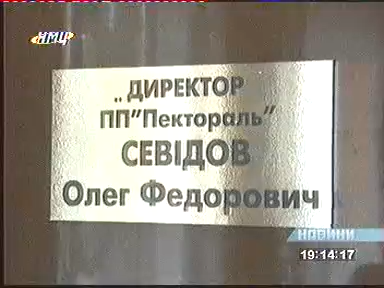 НМЦ
„ ДИРЕКТОР
ПП"Пектораль"
СЕВІДОВ
Олег Федорович
НОВИНИ
19:14:17